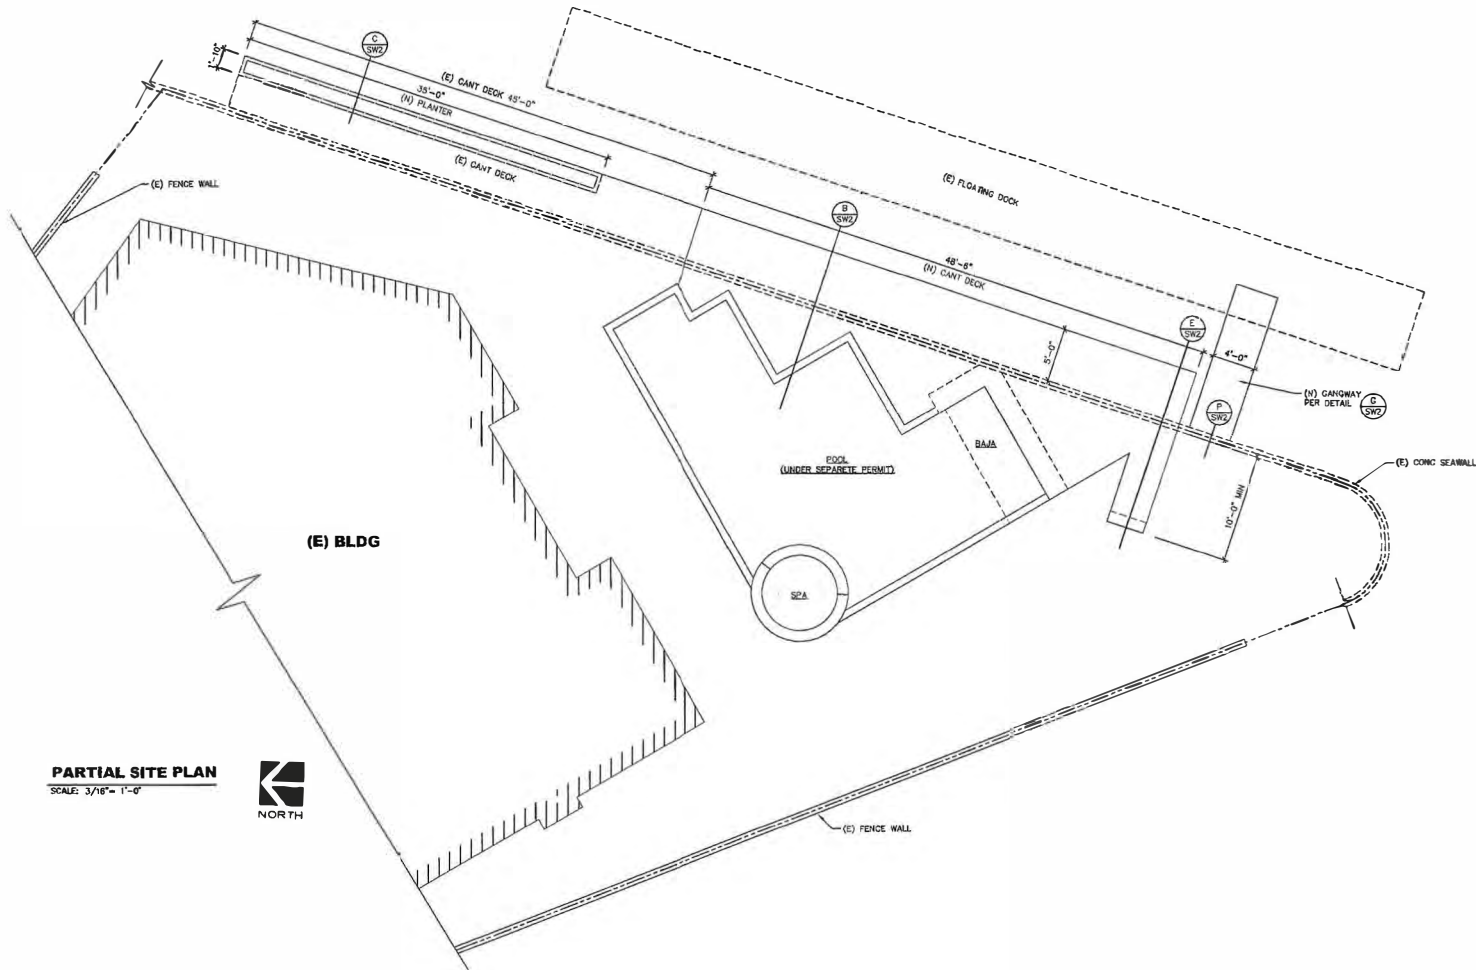 C
SW2
1'-10"
(E) CANT DECK 45'-0"
35'-0"
(N) PLANTER
(E) CANT DECK
(E) FENCE WALL
(E) FLOATING DOCK
B
SW2
48'-6"
(N) CANT DECK
E
SW2
5'-0"
4'-0"
(N) GANGWAY
PER DETAIL
G
SW2
P
SW2
BAJA
POOL
(UNDER SEPARETE PERMIT)
(E) CONC SEAWALL
10'-0" MIN
(E) BLDG
SPA
PARTIAL SITE PLAN
SCALE: 3/16"= 1'-0"
NORTH
(E) FENCE WALL